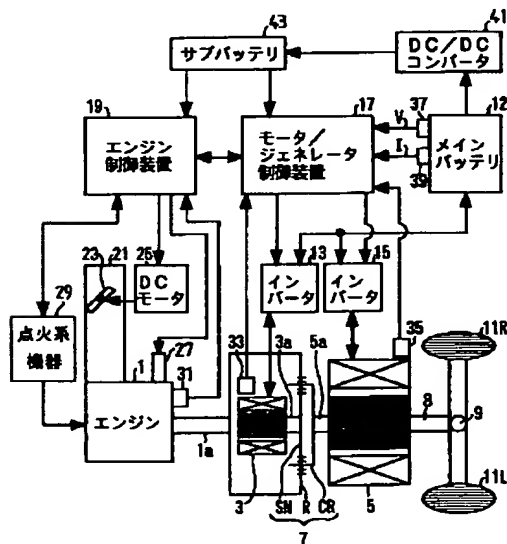 43
41
サブバッテリ
DC/DC
コンバータ
19
17
37
12
エンジン
制御装置
モータ/
ジェネレータ
制御装置
V
I
メイン
バッテリ
39
23
21
25
DC
モータ
13
15
イン
バータ
イン
バータ
29
点火系
機器
27
1
31
33
3a
5a
35
11R
エンジン
8
9
1a
3
SN
R
CR
5
11L
7